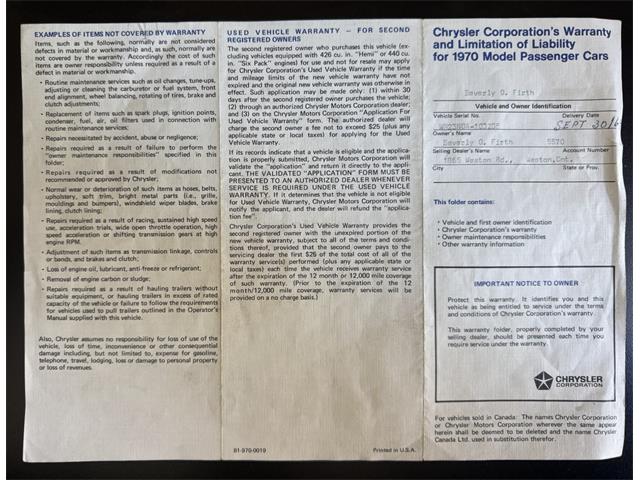 EXAMPLES OF ITEMS NOT COVERED BY WARRANTY
Items, such as the following, normally are not considered
defects in material or workmanship and, as such, normally are
not covered by the warranty. Accordingly the cost of such
items are owner responsibility unless required as a result of a
defect in material or workmanship.
• Routine maintenance services such as oil changes, tune-ups,
adjusting or cleaning the carburetor or fuel system, front
end alignment, wheel balancing, rotating of tires, brake and
clutch adjustments;
• Replacement of items such as spark plugs, ignition points,
condenser, fuel, air, oil filters used in connection with
routine maintenance services;
• Repairs necessitated by accident, abuse or negligence;
• Repairs required as a result of failure to perform the
"owner maintenance responsibilities" specified in this
folder;
• Repairs required as a result of modifications not
recommended or approved by Chrysler;
• Normal wear or deterioration of such items as hoses, belts,
upholstery, soft trim, bright metal parts (i.e., grille,
mouldings and bumpers), windshield wiper blades, brake
lining, clutch lining;
• Repairs required as a result of racing, sustained high speed
use, acceleration trials, wide open throttle operation, high
speed acceleration or shifting transmission gears at high
engine RPM.
• Adjustment of such items as transmission linkage, controls
or bands, and brakes and clutch;
• Loss of engine oil, lubricant, anti-freeze or refrigerant;
• Removal of engine carbon or sludge;
• Repairs required as a result of hauling trailers without
suitable equipment, or hauling trailers in excess of rated
capacity of the vehicle or failure to follow the requirements
for vehicles used to pull trailers outlined in the Operator's
Manual supplied with this vehicle.
Also, Chrysler assumes no responsibility for loss of use of the
vehicle, loss of time, inconvenience or other consequential
damage including, but not limited to, expense for gasoline,
telephone, travel, lodging, loss or damage to personal property
or loss of revenues.
USED VEHICLE WARRANTY – FOR SECOND
REGISTERED OWNERS
The second registered owner who purchases this vehicle (ex-
cluding vehicles equipped with 426 cu. in. "Hemi" or 440 cu.
in. "Six Pack" engine) for use and not for resale may apply
for Chrysler Corporation's Used Vehicle Warranty if the time
and mileage limits of the new vehicle warranty have not
expired and the original new vehicle warranty was otherwise in
effect. Such application may be made only: (1) within 30
days after the second registered owner purchases the vehicle;
(2) through an authorized Chrysler Motors Corporation dealer;
and (3) on the Chrysler Motors Corporation "Application For
Used Vehicle Warranty" form. The authorized dealer will
charge the second owner a fee not to exceed $25 (plus any
applicable state or local taxes) for applying for the Used
Vehicle Warranty.
If its records indicate that a vehicle is eligible and the applica-
tion is properly submitted, Chrysler Motors Corporation will
validate the "application" and return it directly to the appli-
cant. THE VALIDATED "APPLICATION" FORM MUST BE
PRESENTED TO AN AUTHORIZED DEALER WHENEVER
SERVICE IS REQUIRED UNDER THE USED VEHICLE
WARRANTY. If it is determined that the vehicle is not eligible
for Used Vehicle Warranty, Chrysler Motors Corporation will
notify the applicant, and the dealer will refund the "applica-
tion fee".
Chrysler Corporation's Used Vehicle Warranty provides the
second registered owner with the unexpired portion of the
new vehicle warranty, subject to all of the terms and condi-
tions thereof, provided that the second owner pays to the
servicing dealer the first $25 of the total cost of all of the
warranty service(s) performed (plus any applicable state or
local taxes) each time the vehicle receives warranty service
after the expiration of the 12 month or 12,000 mile coverage
of such warranty. (Prior to the expiration of the 12
month/12,000 mile coverage, warranty services will be
provided on a no charge basis.)
81-970-0019
Printed in U.S.A.
Chrysler Corporation's Warranty
and Limitation of Liability
for 1970 Model Passenger Cars
Beverly O. Firth
Vehicle and Owner Identification
Vehicle Serial No. Delivery Date
SEPT 30/6
Owner's Name
Beverly O. Firth 5573
Selling Dealer's Name Account Number
1865 Weston Rd., Weston,Ont.
City State or Prov.
This folder contains:
• Vehicle and first owner identification
• Chrysler Corporation's warranty
• Owner maintenance responsibilities
• Other warranty information
IMPORTANT NOTICE TO OWNER
Protect this warranty. It identifies you and this
vehicle as being entitled to service under the terms
and conditions of Chrysler Corporation's warranty.
This warranty folder, properly completed by your
selling dealer, should be presented each time you
require service under the warranty.
CHRYSLER
CORPORATION
For vehicles sold in Canada: The names Chrysler Corporation
or Chrysler Motors Corporation wherever the same appear
herein shall be deemed to be deleted and the name Chrysler
Canada Ltd. used in substitution therefor.